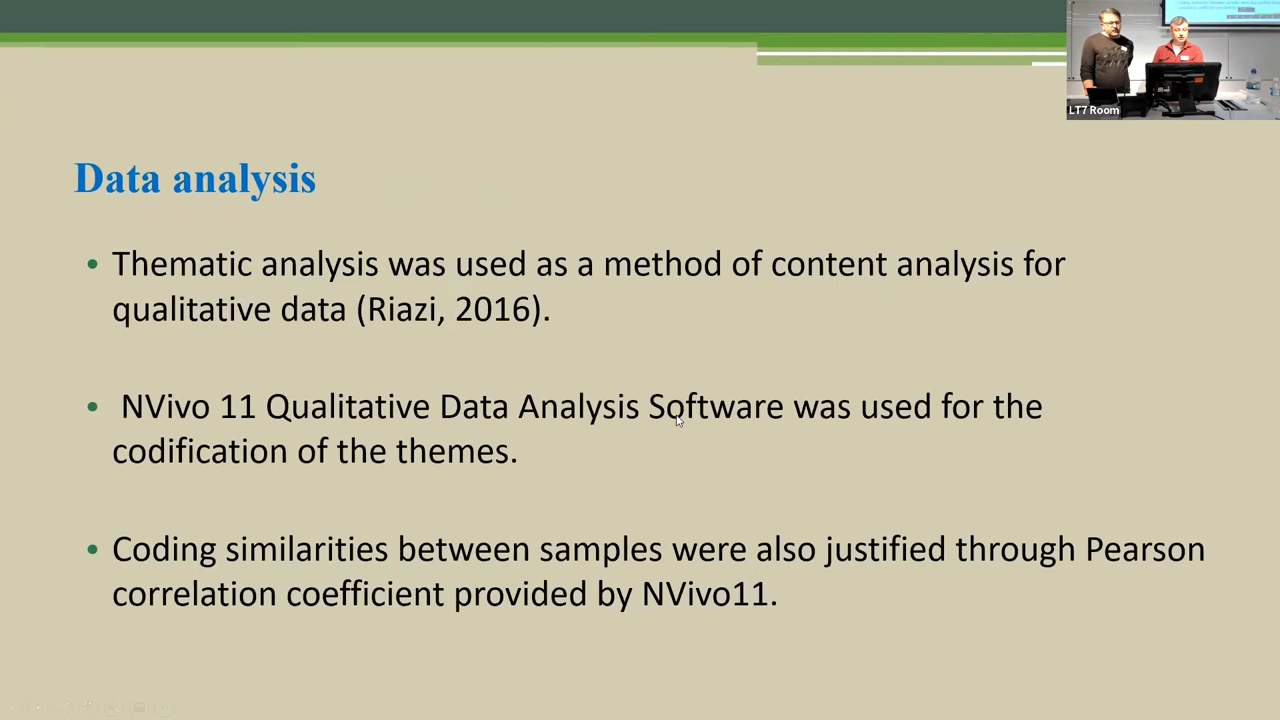 LT7 Room
Data analysis
• Thematic analysis was used as a method of content analysis for
qualitative data (Riazi, 2016).
• NVivo 11 Qualitative Data Analysis Software was used for the
codification of the themes.
• Coding similarities between samples were also justified through Pearson
correlation coefficient provided by NVivo11.